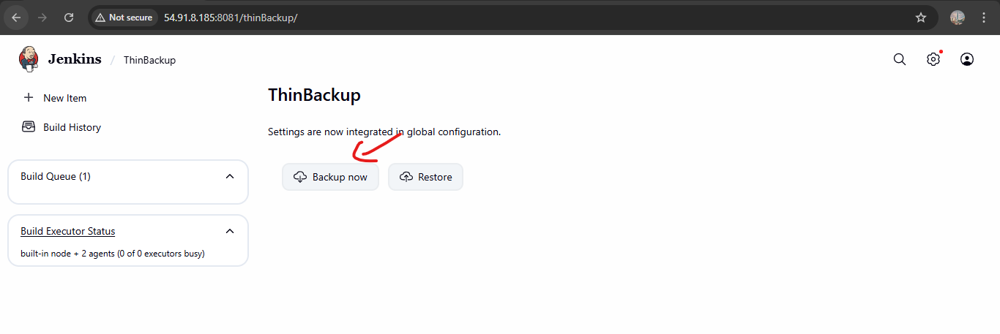 Not secure 54.91.8.185:8081/thinBackup/
Jenkins / ThinBackup
New Item
Build History
Build Queue (1)
Build Executor Status
built-in node + 2 agents (0 of 0 executors busy)
ThinBackup
Settings are now integrated in global configuration.
Backup now Restore